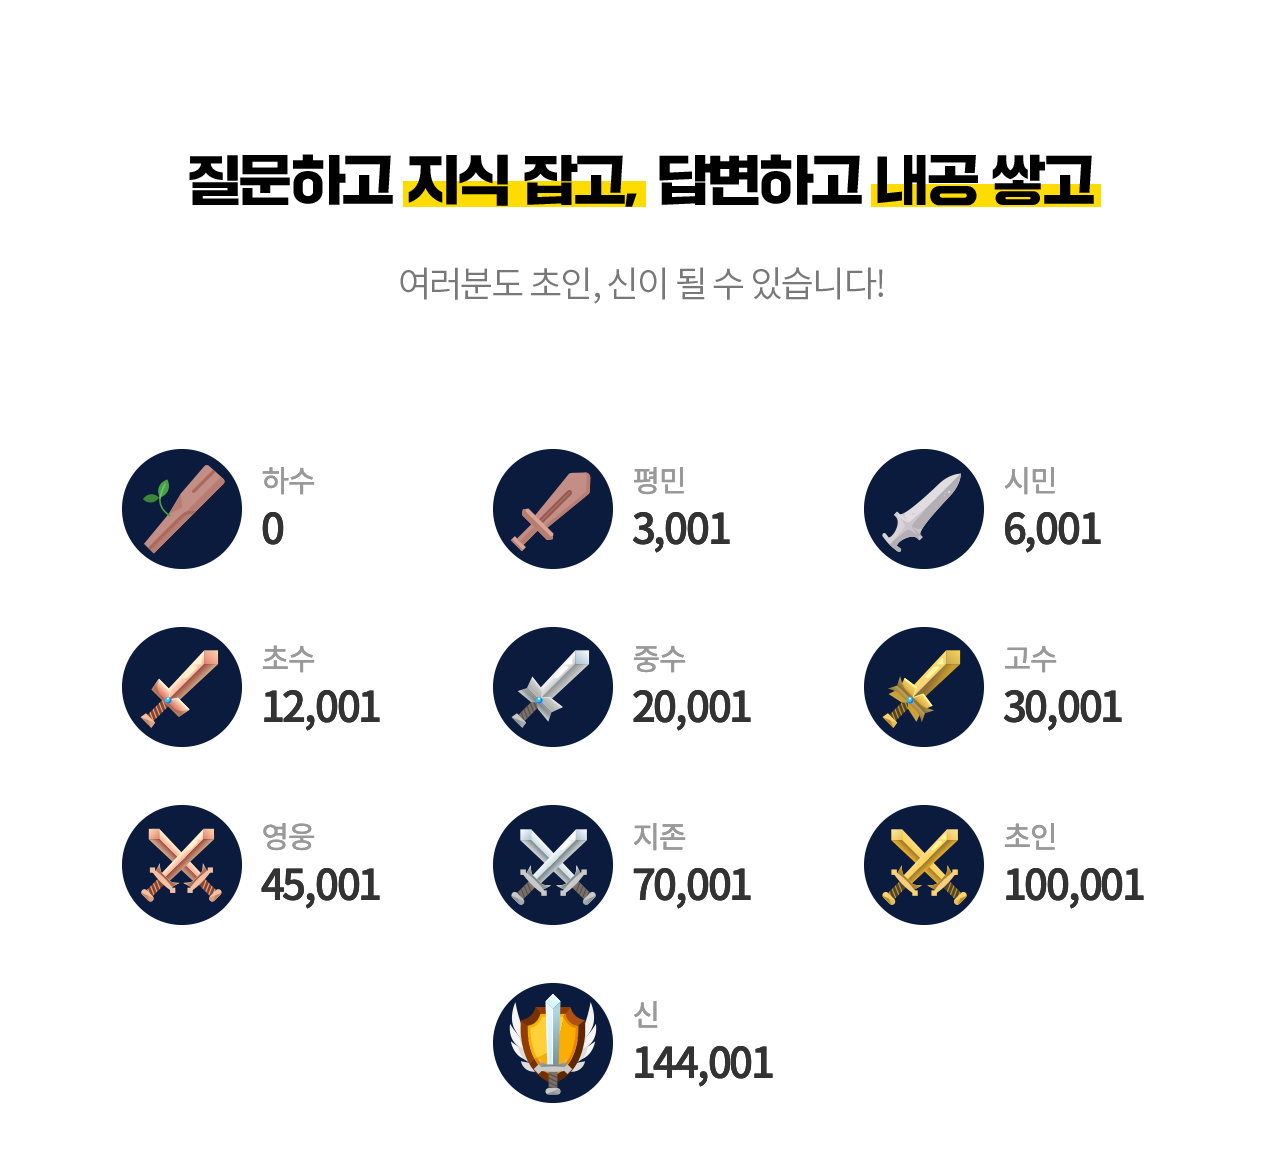 질문하고 지식 잡고, 답변하고 내공 쌓고
여러분도 초인, 신이 될 수 있습니다!
하수
0
평민
3,001
시민
6,001
초수
12,001
중수
20,001
고수
30,001
영웅
45,001
지존
70,001
초인
100,001
신
144,001